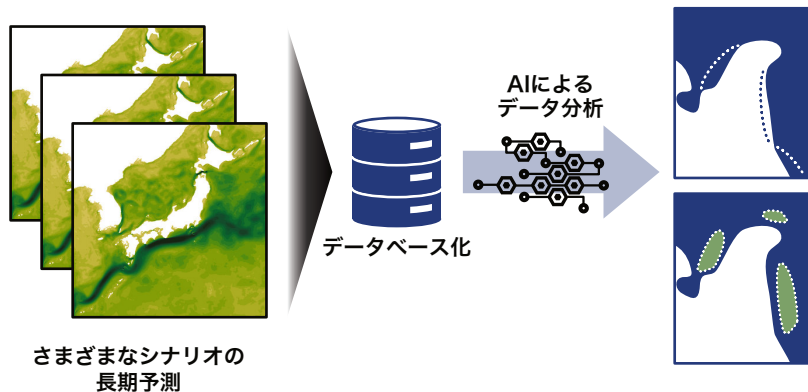 さまざまなシナリオの
長期予測
データベース化
AIによる
データ分析